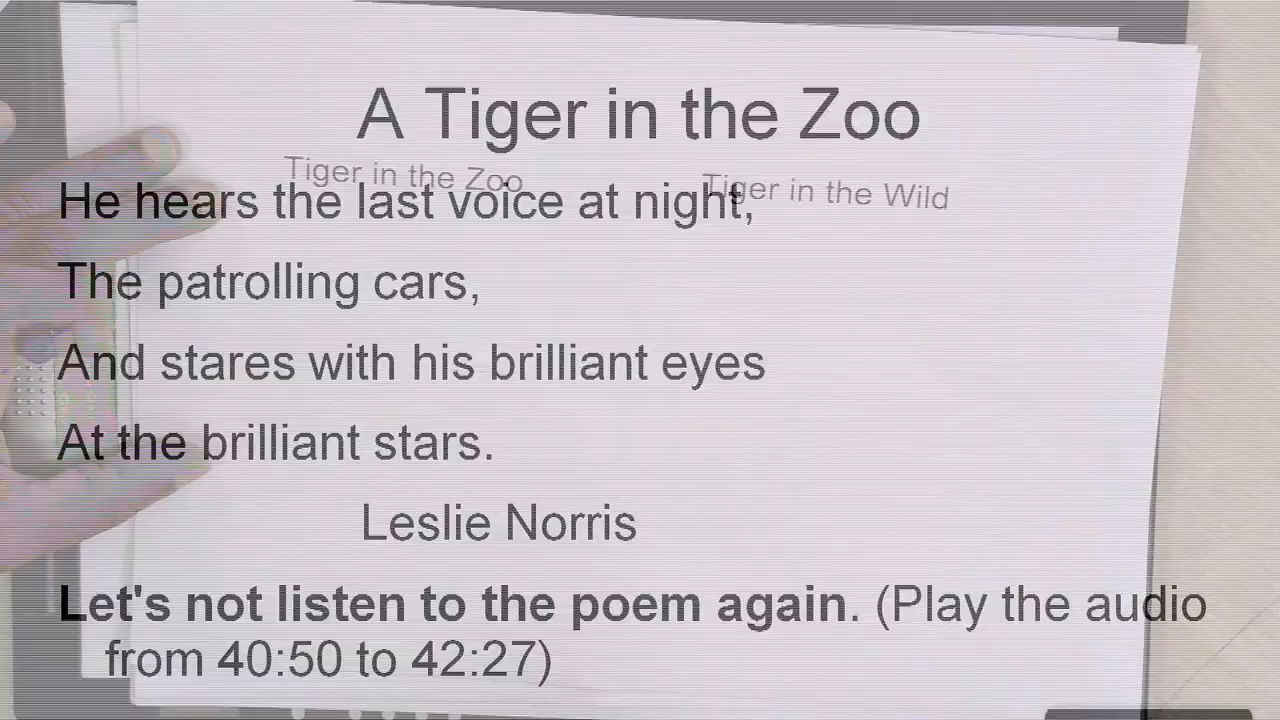 A Tiger in the Zoo
Tiger in the Zoo
Tiger in the Wild
He hears the last voice at night,
The patrolling cars,
And stares with his brilliant eyes
At the brilliant stars.
Leslie Norris
Let's not listen to the poem again. (Play the audio
from 40:50 to 42:27)